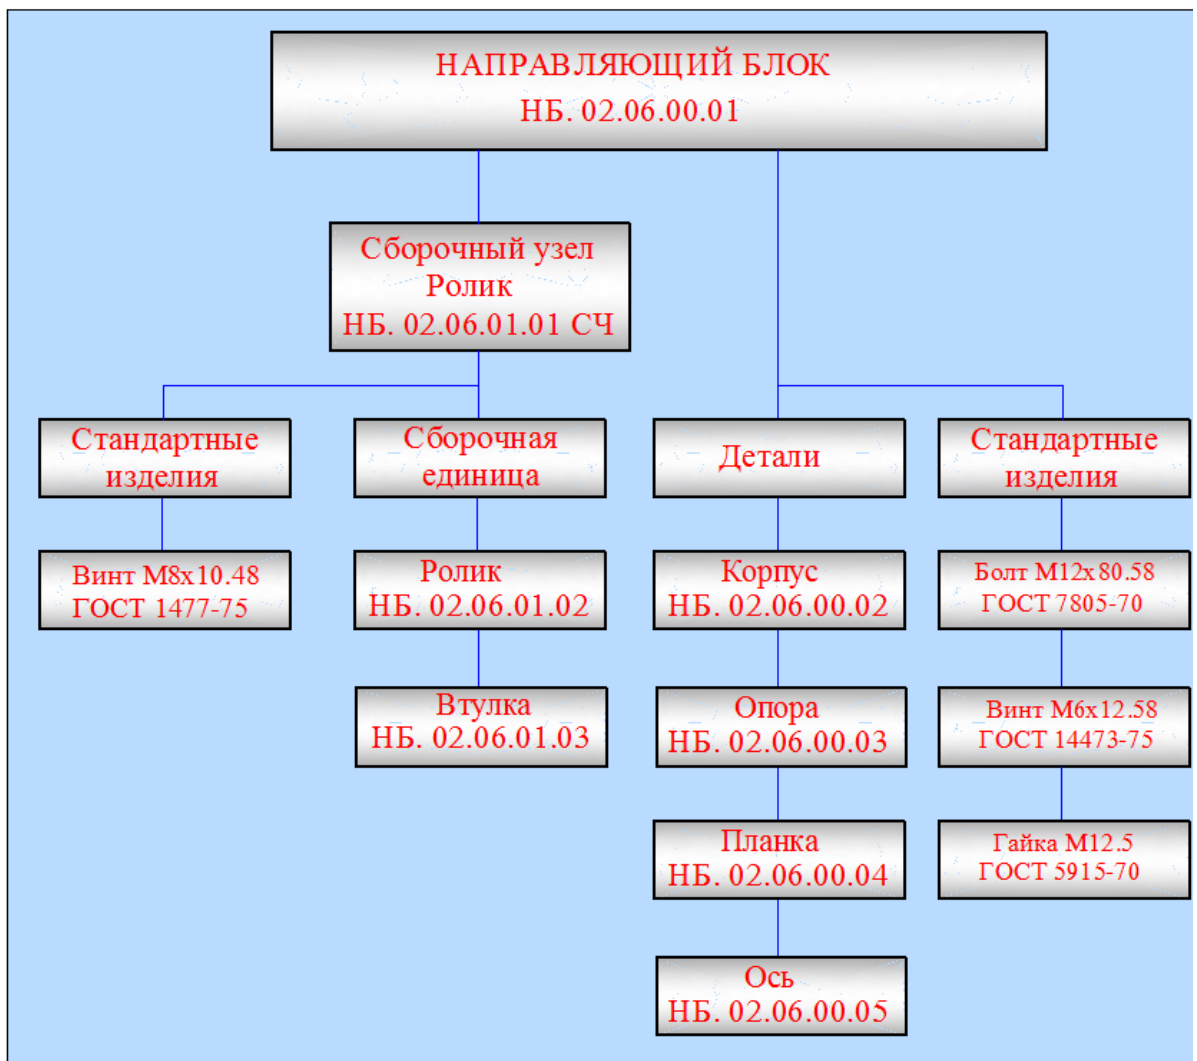 НАПРАВЛЯЮЩИЙ БЛОК
НБ. 02.06.00.01
Сборочный узел
Ролик
НБ. 02.06.01.01 СЧ
Стандартные
изделия
Сборочная
единица
Детали
Стандартные
изделия
Винт М8х10.48
ГОСТ 1477-75
Ролик
НБ. 02.06.01.02
Корпус
НБ. 02.06.00.02
Болт М12х80.58
ГОСТ 7805-70
Втулка
НБ. 02.06.01.03
Опора
НБ. 02.06.00.03
Винт М6х12.58
ГОСТ 14473-75
Планка
НБ. 02.06.00.04
Гайка М12.5
ГОСТ 5915-70
Ось
НБ. 02.06.00.05